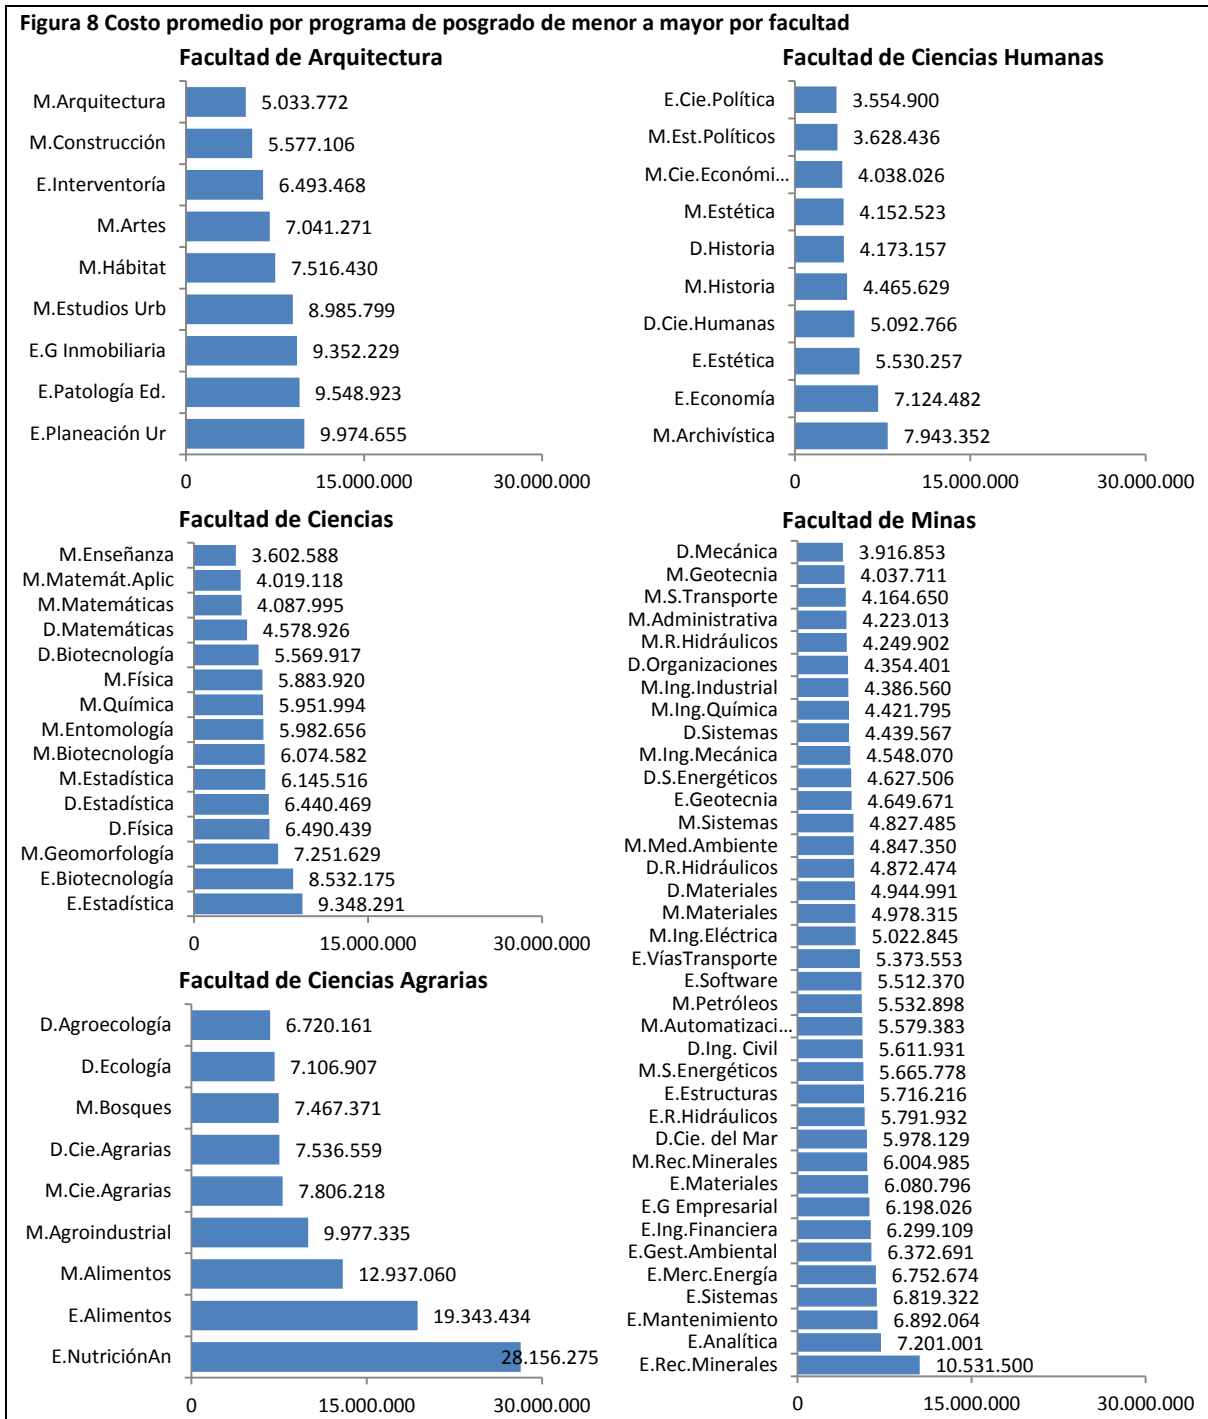 Figura 8 Costo promedio por programa de posgrado de menor a mayor por facultad
Facultad de Arquitectura
M.Arquitectura 5.033.772
M.Construcción 5.577.106
E.Interventoría 6.493.468
M.Artes 7.041.271
M.Hábitat 7.516.430
M.Estudios Urb 8.985.799
E.G Inmobiliaria 9.352.229
E.Patología Ed. 9.548.923
E.Planeación Ur 9.974.655
0 15.000.000 30.000.000
Facultad de Ciencias Humanas
E.Cie.Política 3.554.900
M.Est.Políticos 3.628.436
M.Cie.Económi... 4.038.026
M.Estética 4.152.523
D.Historia 4.173.157
M.Historia 4.465.629
D.Cie.Humanas 5.092.766
E.Estética 5.530.257
E.Economía 7.124.482
M.Archivística 7.943.352
0 15.000.000 30.000.000
Facultad de Ciencias
M.Enseñanza 3.602.588
M.Matemát.Aplic 4.019.118
M.Matemáticas 4.087.995
D.Matemáticas 4.578.926
D.Biotecnología 5.569.917
M.Física 5.883.920
M.Química 5.951.994
M.Entomología 5.982.656
M.Biotecnología 6.074.582
M.Estadística 6.145.516
D.Estadística 6.440.469
D.Física 6.490.439
M.Geomorfología 7.251.629
E.Biotecnología 8.532.175
E.Estadística 9.348.291
0 15.000.000 30.000.000
Facultad de Minas
D.Mecánica 3.916.853
M.Geotecnia 4.037.711
M.S.Transporte 4.164.650
M.Administrativa 4.223.013
M.R.Hidráulicos 4.249.902
D.Organizaciones 4.354.401
M.Ing.Industrial 4.386.560
M.Ing.Química 4.421.795
D.Sistemas 4.439.567
M.Ing.Mecánica 4.548.070
D.S.Energéticos 4.627.506
E.Geotecnia 4.649.671
M.Sistemas 4.827.485
M.Med.Ambiente 4.847.350
D.R.Hidráulicos 4.872.474
D.Materiales 4.944.991
M.Materiales 4.978.315
M.Ing.Eléctrica 5.022.845
E.VíasTransporte 5.373.553
E.Software 5.512.370
M.Petróleos 5.532.898
M.Automatizaci... 5.579.383
D.Ing. Civil 5.611.931
M.S.Energéticos 5.665.778
E.Estructuras 5.716.216
E.R.Hidráulicos 5.791.932
D.Cie. del Mar 5.978.129
M.Rec.Minerales 6.004.985
E.Materiales 6.080.796
E.G Empresarial 6.198.026
E.Ing.Financiera 6.299.109
E.Gest.Ambiental 6.372.691
E.Merc.Energía 6.752.674
E.Sistemas 6.819.322
E.Mantenimiento 6.892.064
E.Analítica 7.201.001
E.Rec.Minerales 10.531.500
0 15.000.000 30.000.000
Facultad de Ciencias Agrarias
D.Agroecología 6.720.161
D.Ecología 7.106.907
M.Bosques 7.467.371
D.Cie.Agrarias 7.536.559
M.Cie.Agrarias 7.806.218
M.Agroindustrial 9.977.335
M.Alimentos 12.937.060
E.Alimentos 19.343.434
E.NutriciónAn 28.156.275
0 15.000.000 30.000.000